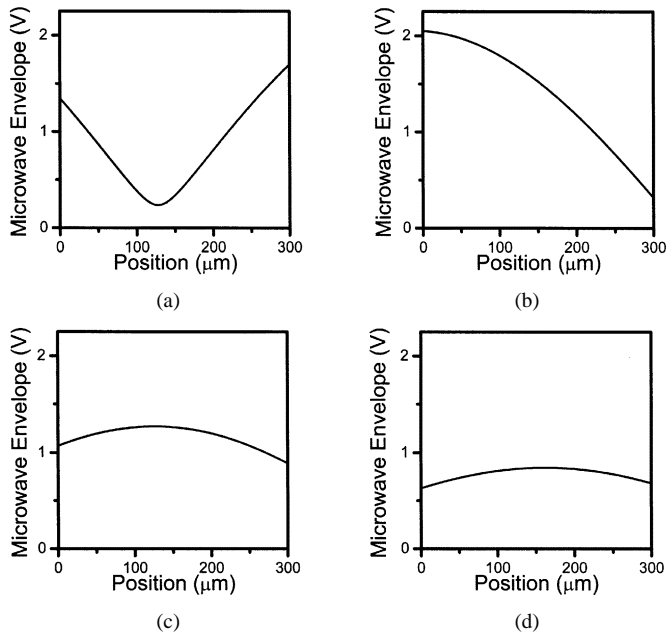 Microwave Envelope (V)
2
1
0
0
100
200
300
Position (μm)
(a)
Microwave Envelope (V)
2
1
0
0
100
200
300
Position (μm)
(b)
Microwave Envelope (V)
2
1
0
0
100
200
300
Position (μm)
(c)
Microwave Envelope (V)
2
1
0
0
100
200
300
Position (μm)
(d)